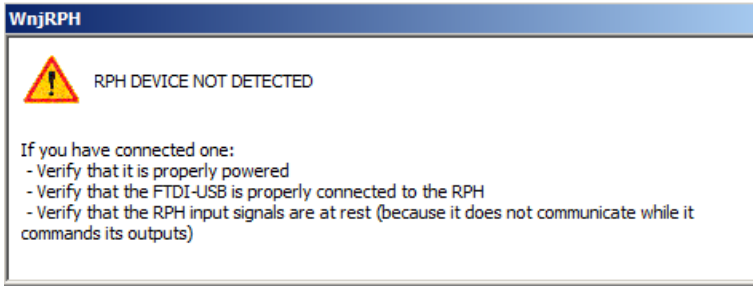 WnjRPH
RPH DEVICE NOT DETECTED
If you have connected one:
- Verify that it is properly powered
- Verify that the FTDI-USB is properly connected to the RPH
- Verify that the RPH input signals are at rest (because it does not communicate while it
commands its outputs)